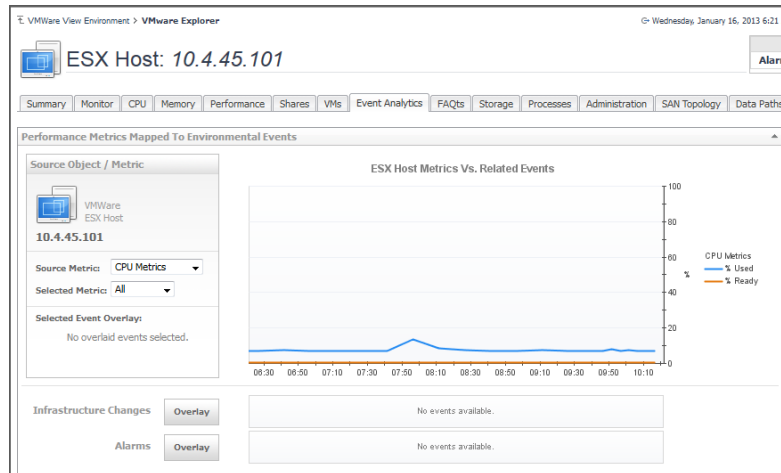 VMWare View Environment > VMware Explorer
Wednesday, January 16, 2013 6:21
ESX Host: 10.4.45.101
Summary Monitor CPU Memory Performance Shares VMs Event Analytics FAQts Storage Processes Administration SAN Topology Data Paths
Performance Metrics Mapped To Environmental Events
Source Object / Metric
VMWare
ESX Host
10.4.45.101
Source Metric: CPU Metrics
Selected Metric: All
Selected Event Overlay:
No overlaid events selected.
ESX Host Metrics Vs. Related Events
100
80
60
40
20
0
%
CPU Metrics
% Used
% Ready
06:30 06:50 07:10 07:30 07:50 08:10 08:30 08:50 09:10 09:30 09:50 10:10
Infrastructure Changes Overlay No events available.
Alarms Overlay No events available.